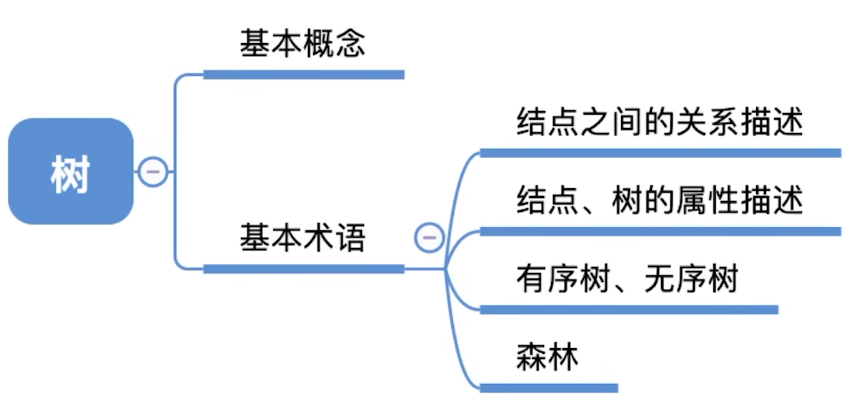 树
基本概念
基本术语
结点之间的关系描述
结点、树的属性描述
有序树、无序树
森林